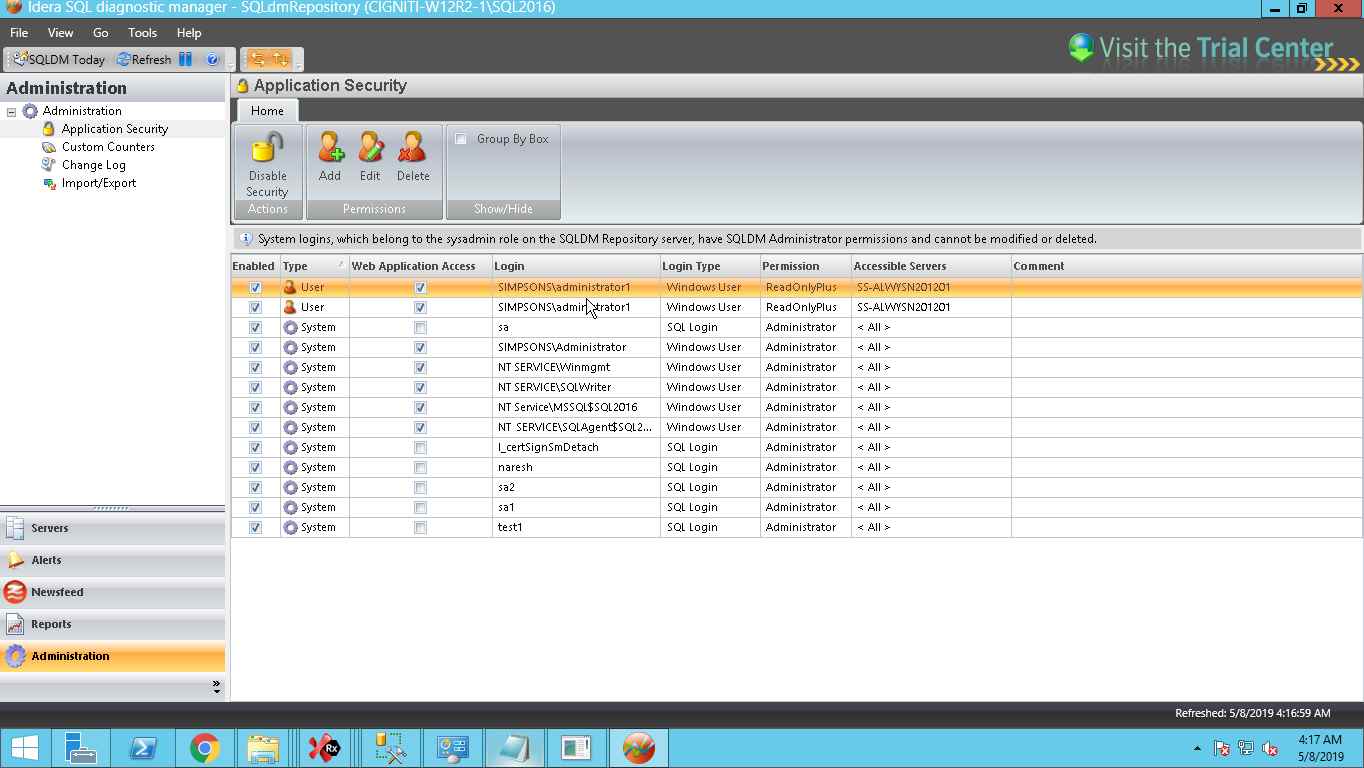 Idera SQL diagnostic manager - SQLdmRepository (CIGNITI-W12R2-1\SQL2016)
File View Go Tools Help
SQLDM Today Refresh
Visit the Trial Center
Administration
Administration
Application Security
Custom Counters
Change Log
Import/Export
Application Security
Home
Disable Security
Actions
Add Edit Delete
Permissions
Group By Box
Show/Hide
System logins, which belong to the sysadmin role on the SQLDM Repository server, have SQLDM Administrator permissions and cannot be modified or deleted.
Enabled Type Web Application Access Login Login Type Permission Accessible Servers Comment
User SIMPSONS\administrator1 Windows User ReadOnlyPlus SS-ALWYSN201201
User SIMPSONS\administrator1 Windows User ReadOnlyPlus SS-ALWYSN201201
System sa SQL Login Administrator < All >
System SIMPSONS\Administrator Windows User Administrator < All >
System NT SERVICE\Winmgmt Windows User Administrator < All >
System NT SERVICE\SQLWriter Windows User Administrator < All >
System NT Service\MSSQL$SQL2016 Windows User Administrator < All >
System NT SERVICE\SQLAgent$SQL2... Windows User Administrator < All >
System l_certSignSmDetach SQL Login Administrator < All >
System naresh SQL Login Administrator < All >
System sa2 SQL Login Administrator < All >
System sa1 SQL Login Administrator < All >
System test1 SQL Login Administrator < All >
Servers
Alerts
Newsfeed
Reports
Administration
Refreshed: 5/8/2019 4:16:59 AM
Rx
4:17 AM
5/8/2019